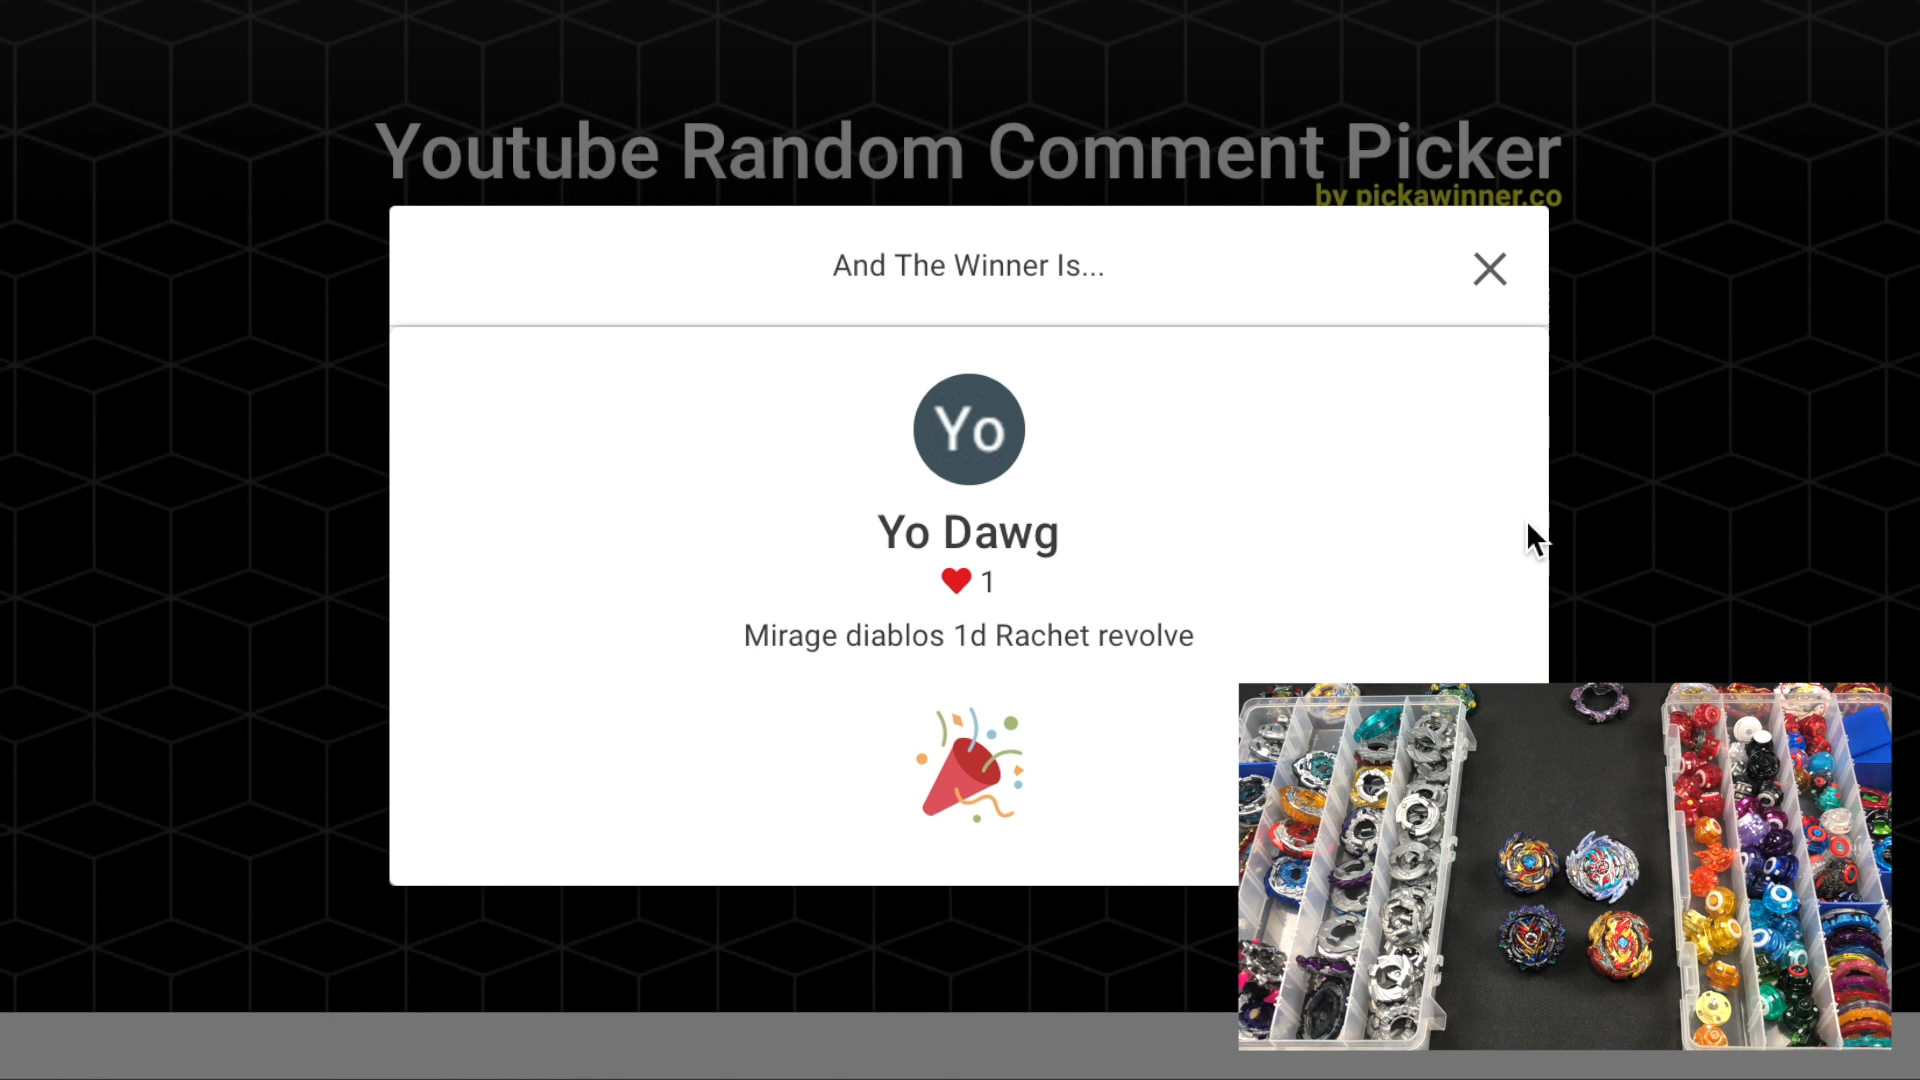 Youtube Random Comment Picker
by pickawinner.co
And The Winner Is...
Yo
Yo Dawg
1
Mirage diablos 1d Rachet revolve